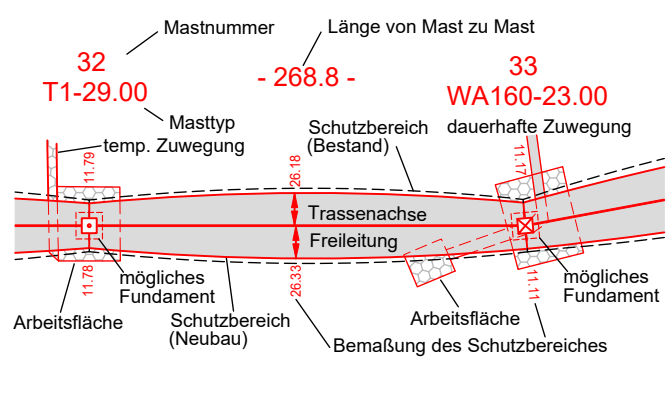 Mastnummer
Länge von Mast zu Mast
32
T1-29.00
- 268.8 -
33
WA160-23.00
Masttyp
temp. Zuwegung
Schutzbereich
(Bestand)
dauerhafte Zuwegung
11.79
26.18
11.17
Trassenachse
Freileitung
11.78
mögliches
Fundament
26.33
11.11
mögliches
Fundament
Arbeitsfläche
Schutzbereich
(Neubau)
Arbeitsfläche
Bemaßung des Schutzbereiches